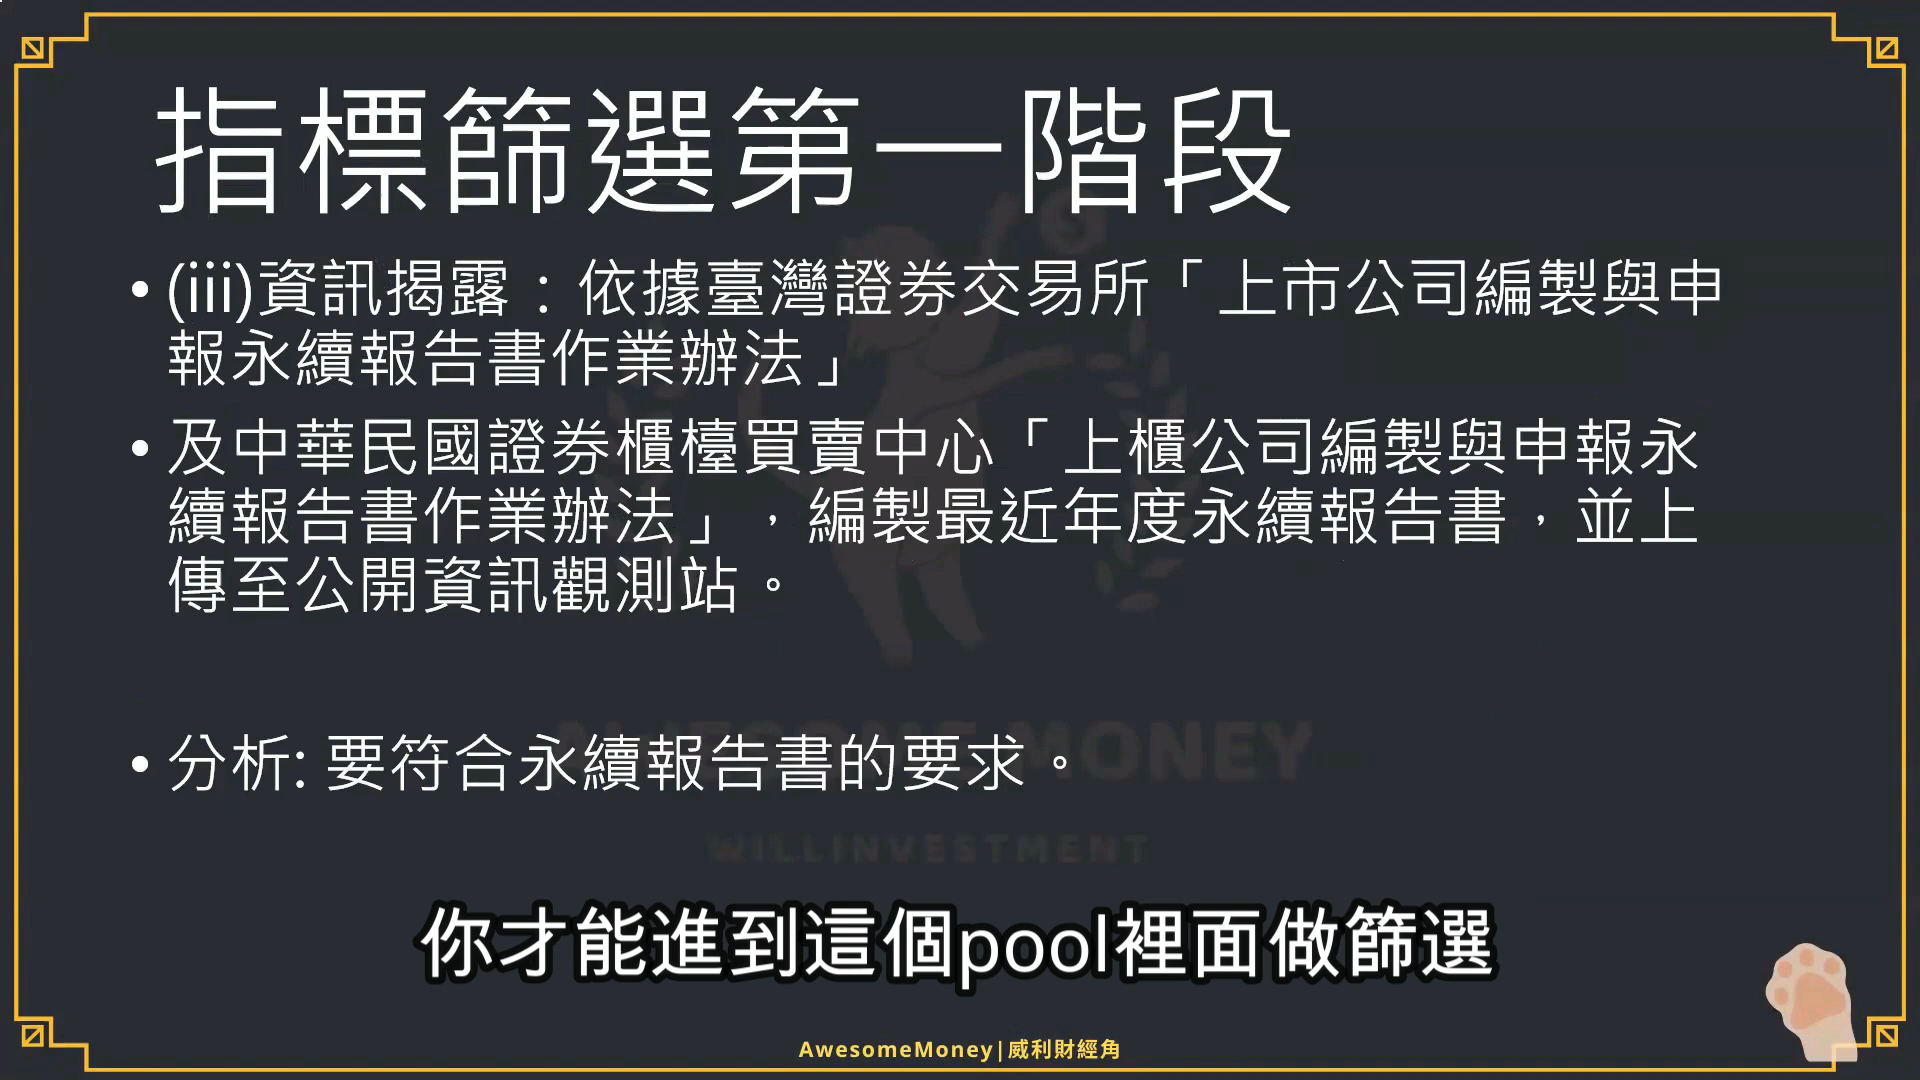 指標篩選第一階段
•(iii)資訊揭露：依據臺灣證券交易所「上市公司編製與申
報永續報告書作業辦法」
•及中華民國證券櫃檯買賣中心「上櫃公司編製與申報永
續報告書作業辦法」，編製最近年度永續報告書，並上
傳至公開資訊觀測站。
•分析: 要符合永續報告書的要求。
AWESOME MONEY
WILLINVESTMENT
你才能進到這個pool裡面做篩選
AwesomeMoney|威利財經角